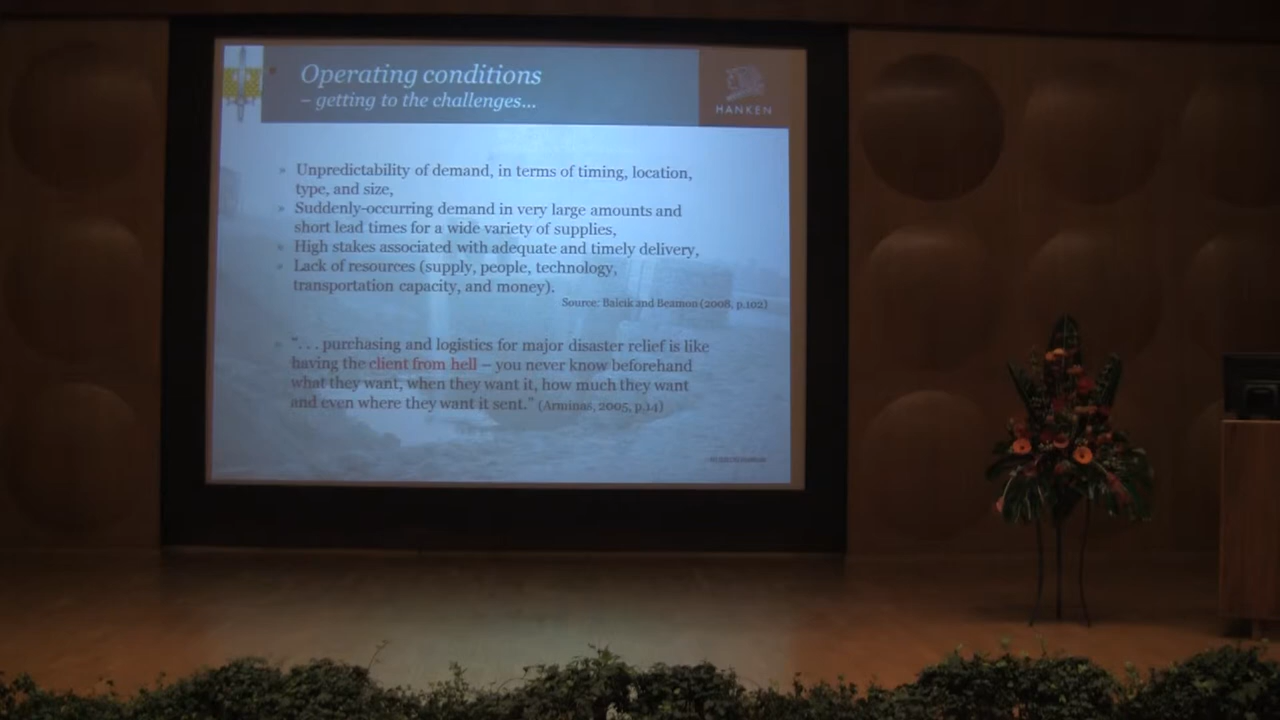 Operating conditions
– getting to the challenges...
HANKEN
» Unpredictability of demand, in terms of timing, location,
type, and size,
» Suddenly-occurring demand in very large amounts and
short lead times for a wide variety of supplies,
» High stakes associated with adequate and timely delivery,
» Lack of resources (supply, people, technology,
transportation capacity, and money).
Source: Balcik and Beamon (2008, p.102)
» “. . . purchasing and logistics for major disaster relief is like
having the client from hell – you never know beforehand
what they want, when they want it, how much they want
and even where they want it sent.” (Arminas, 2005, p.14)